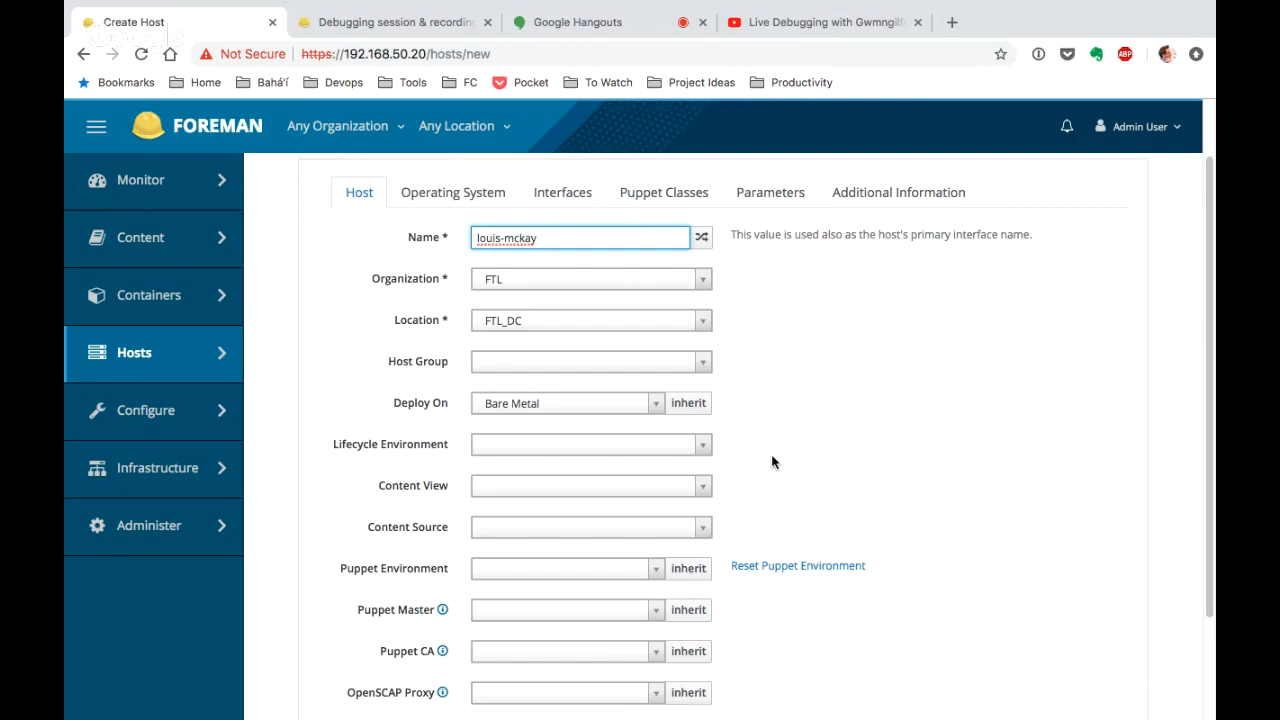 Create Host
Debugging session & recording
Google Hangouts
Live Debugging with Gwmngilf
Not Secure https://192.168.50.20/hosts/new
ABP
Bookmarks Home Bahá'í Devops Tools FC Pocket To Watch Project Ideas Productivity
FOREMAN Any Organization Any Location Admin User
Monitor
Content
Containers
Hosts
Configure
Infrastructure
Administer
Host Operating System Interfaces Puppet Classes Parameters Additional Information
Name * louis-mckay This value is used also as the host's primary interface name.
Organization * FTL
Location * FTL_DC
Host Group
Deploy On Bare Metal inherit
Lifecycle Environment
Content View
Content Source
Puppet Environment inherit Reset Puppet Environment
Puppet Master inherit
Puppet CA inherit
OpenSCAP Proxy inherit